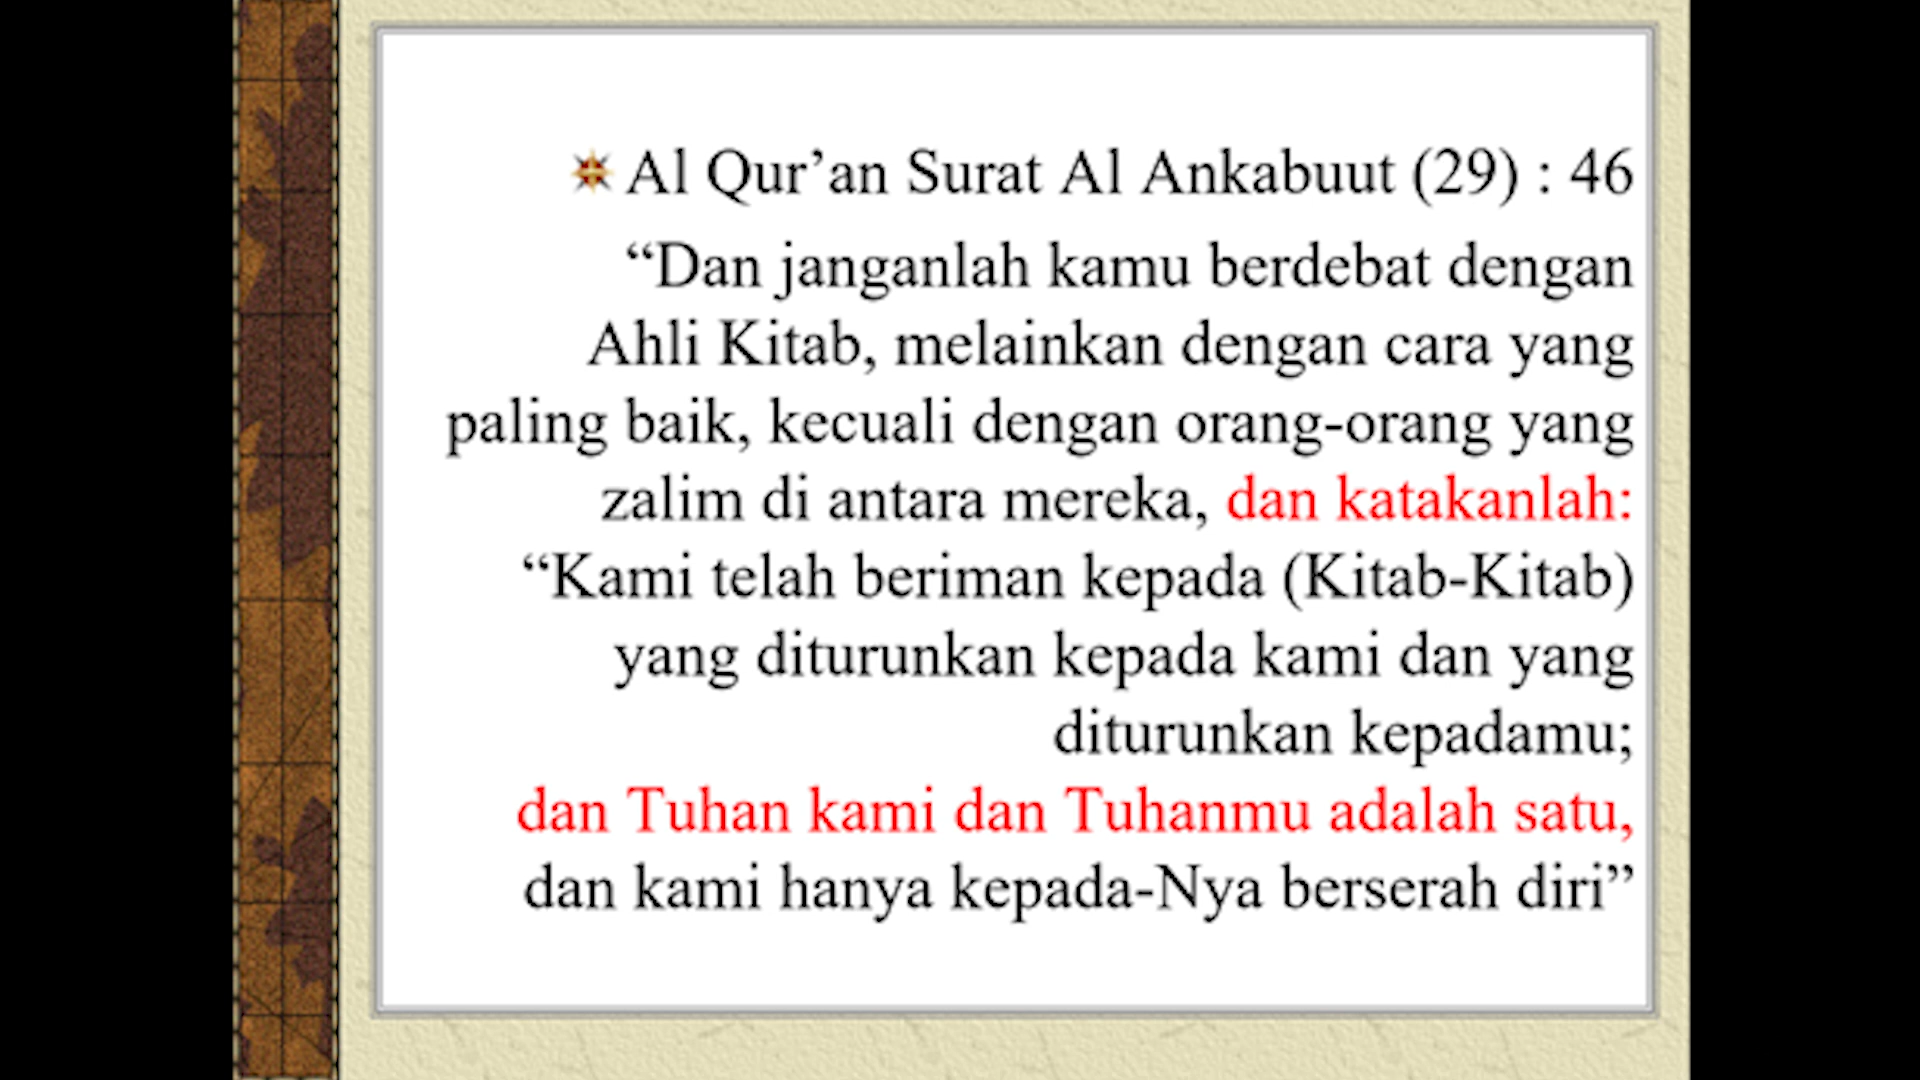 Al Qur’an Surat Al Ankabuut (29) : 46
“Dan janganlah kamu berdebat dengan
Ahli Kitab, melainkan dengan cara yang
paling baik, kecuali dengan orang-orang yang
zalim di antara mereka, dan katakanlah:
“Kami telah beriman kepada (Kitab-Kitab)
yang diturunkan kepada kami dan yang
diturunkan kepadamu;
dan Tuhan kami dan Tuhanmu adalah satu,
dan kami hanya kepada-Nya berserah diri”